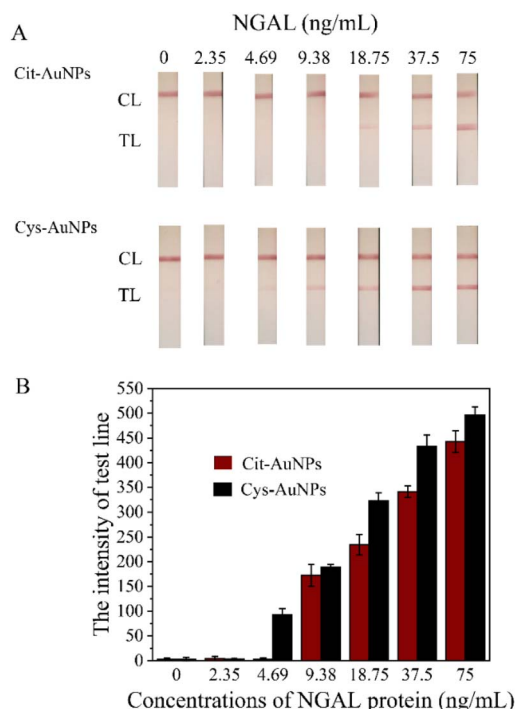 A
NGAL (ng/mL)
0 2.35 4.69 9.38 18.75 37.5 75
Cit-AuNPs
CL
TL
Cys-AuNPs
CL
TL
B
550
500
450
400
350
300
250
200
150
100
50
0
The intensity of test line
Cit-AuNPs
Cys-AuNPs
0 2.35 4.69 9.38 18.75 37.5 75
Concentrations of NGAL protein (ng/mL)